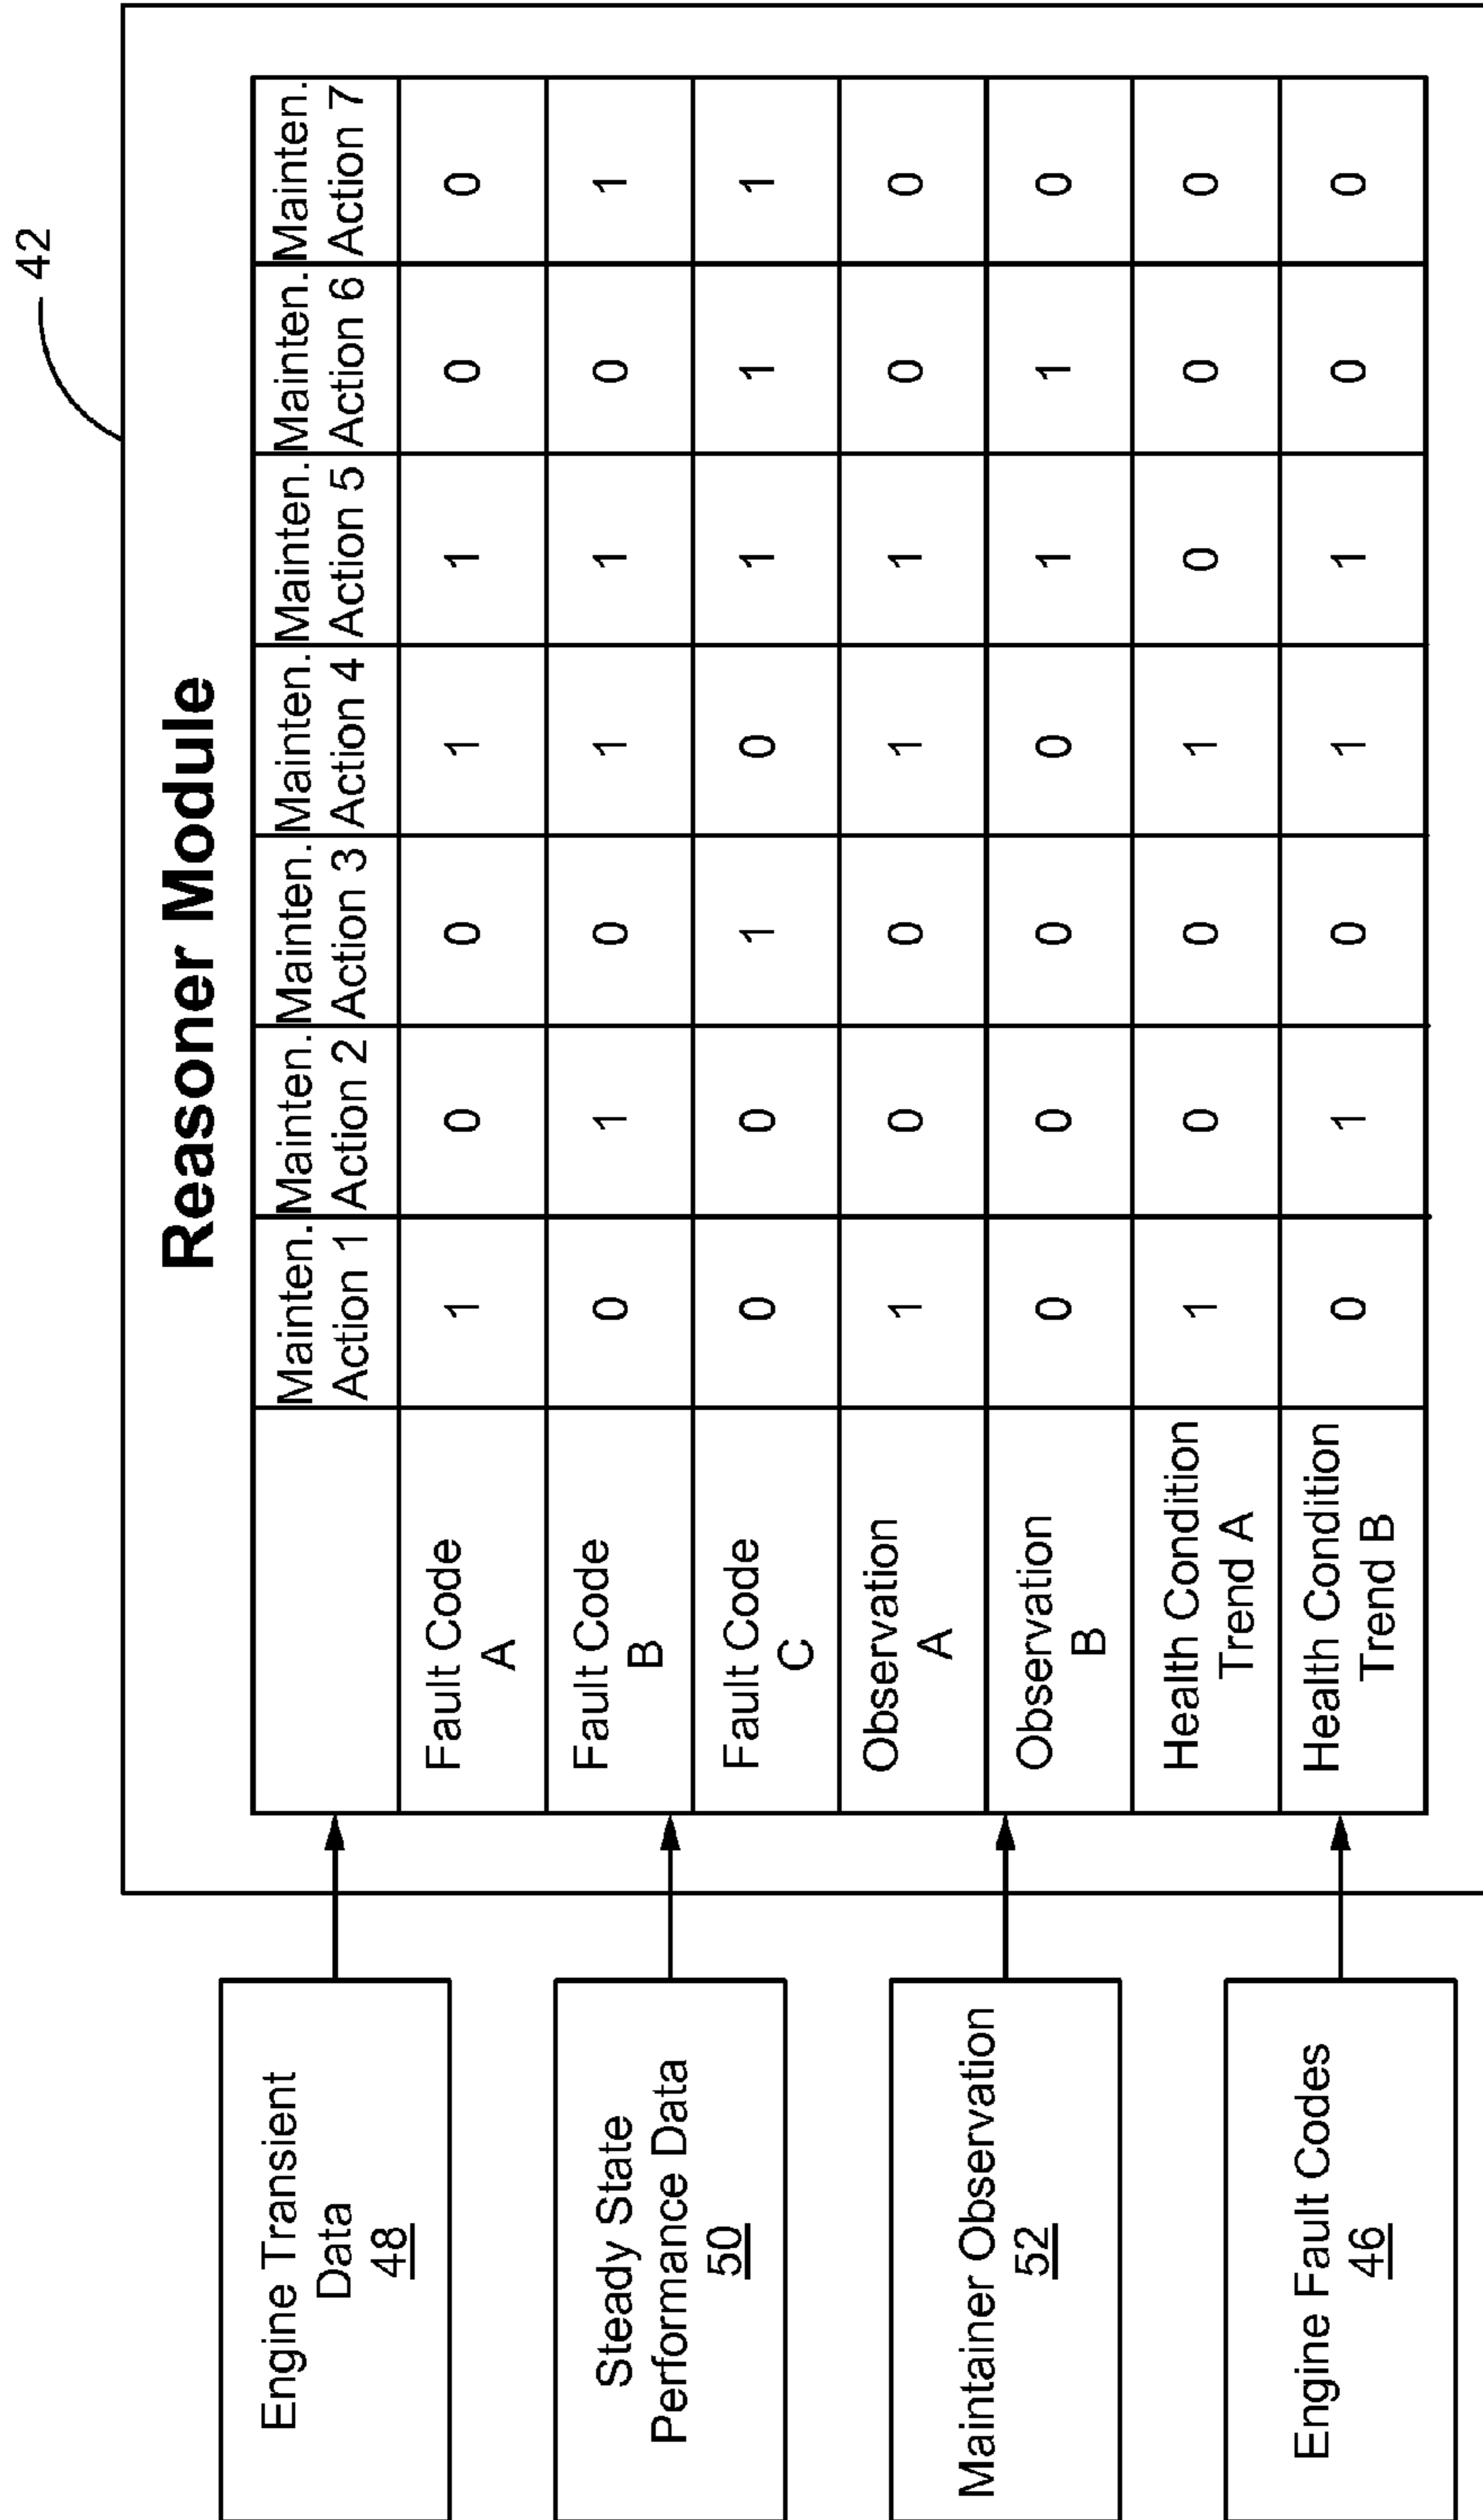 42
Reasoner Module
Engine Transient
Data
48
Steady State
Performance Data
50
Maintainer Observation
52
Engine Fault Codes
46
Mainten. Mainten. Mainten. Mainten. Mainten. Mainten. Mainten.
Action 1 Action 2 Action 3 Action 4 Action 5 Action 6 Action 7
Fault Code
A
1 0 0 1 1 0 0
Fault Code
B
0 1 0 1 1 0 1
Fault Code
C
0 0 1 0 1 1 1
Observation
A
1 0 0 1 1 0 0
Observation
B
0 0 0 0 1 1 0
Health Condition
Trend A
1 0 0 1 0 0 0
Health Condition
Trend B
0 1 0 1 1 0 0